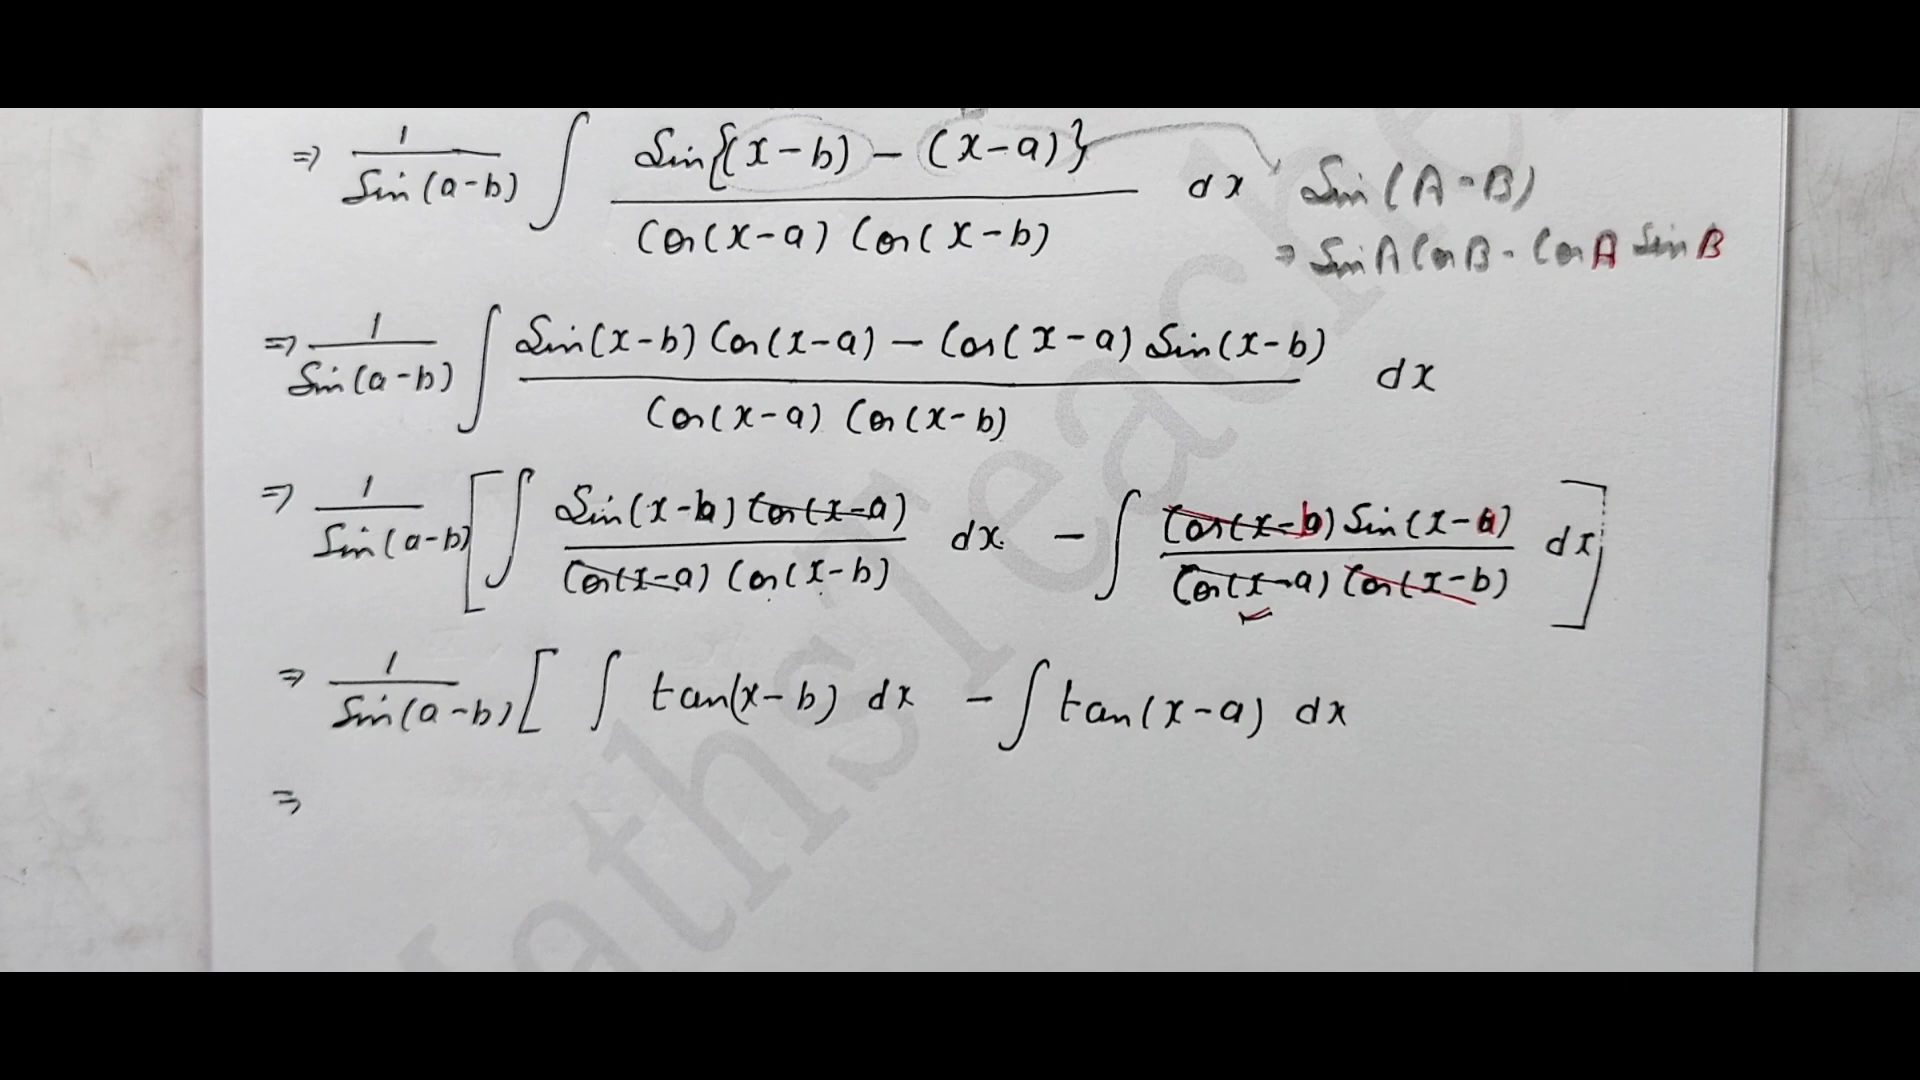 ⇒ 1/Sin(a-b) ∫ Sin{(x-b) - (x-a)} / Cos(x-a) Cos(x-b) dx
Sin(A-B)
⇒ SinA CosB - CosA SinB
⇒ 1/Sin(a-b) ∫ Sin(x-b) Cos(x-a) - Cos(x-a) Sin(x-b) / Cos(x-a) Cos(x-b) dx
⇒ 1/Sin(a-b) [∫ Sin(x-b) Cos(x-a) / Cos(x-a) Cos(x-b) dx - ∫ Cos(x-b) Sin(x-a) / Cos(x-a) Cos(x-b) dx]
⇒ 1/Sin(a-b) [ ∫ tan(x-b) dx - ∫ tan(x-a) dx
⇒
MathsTeacher